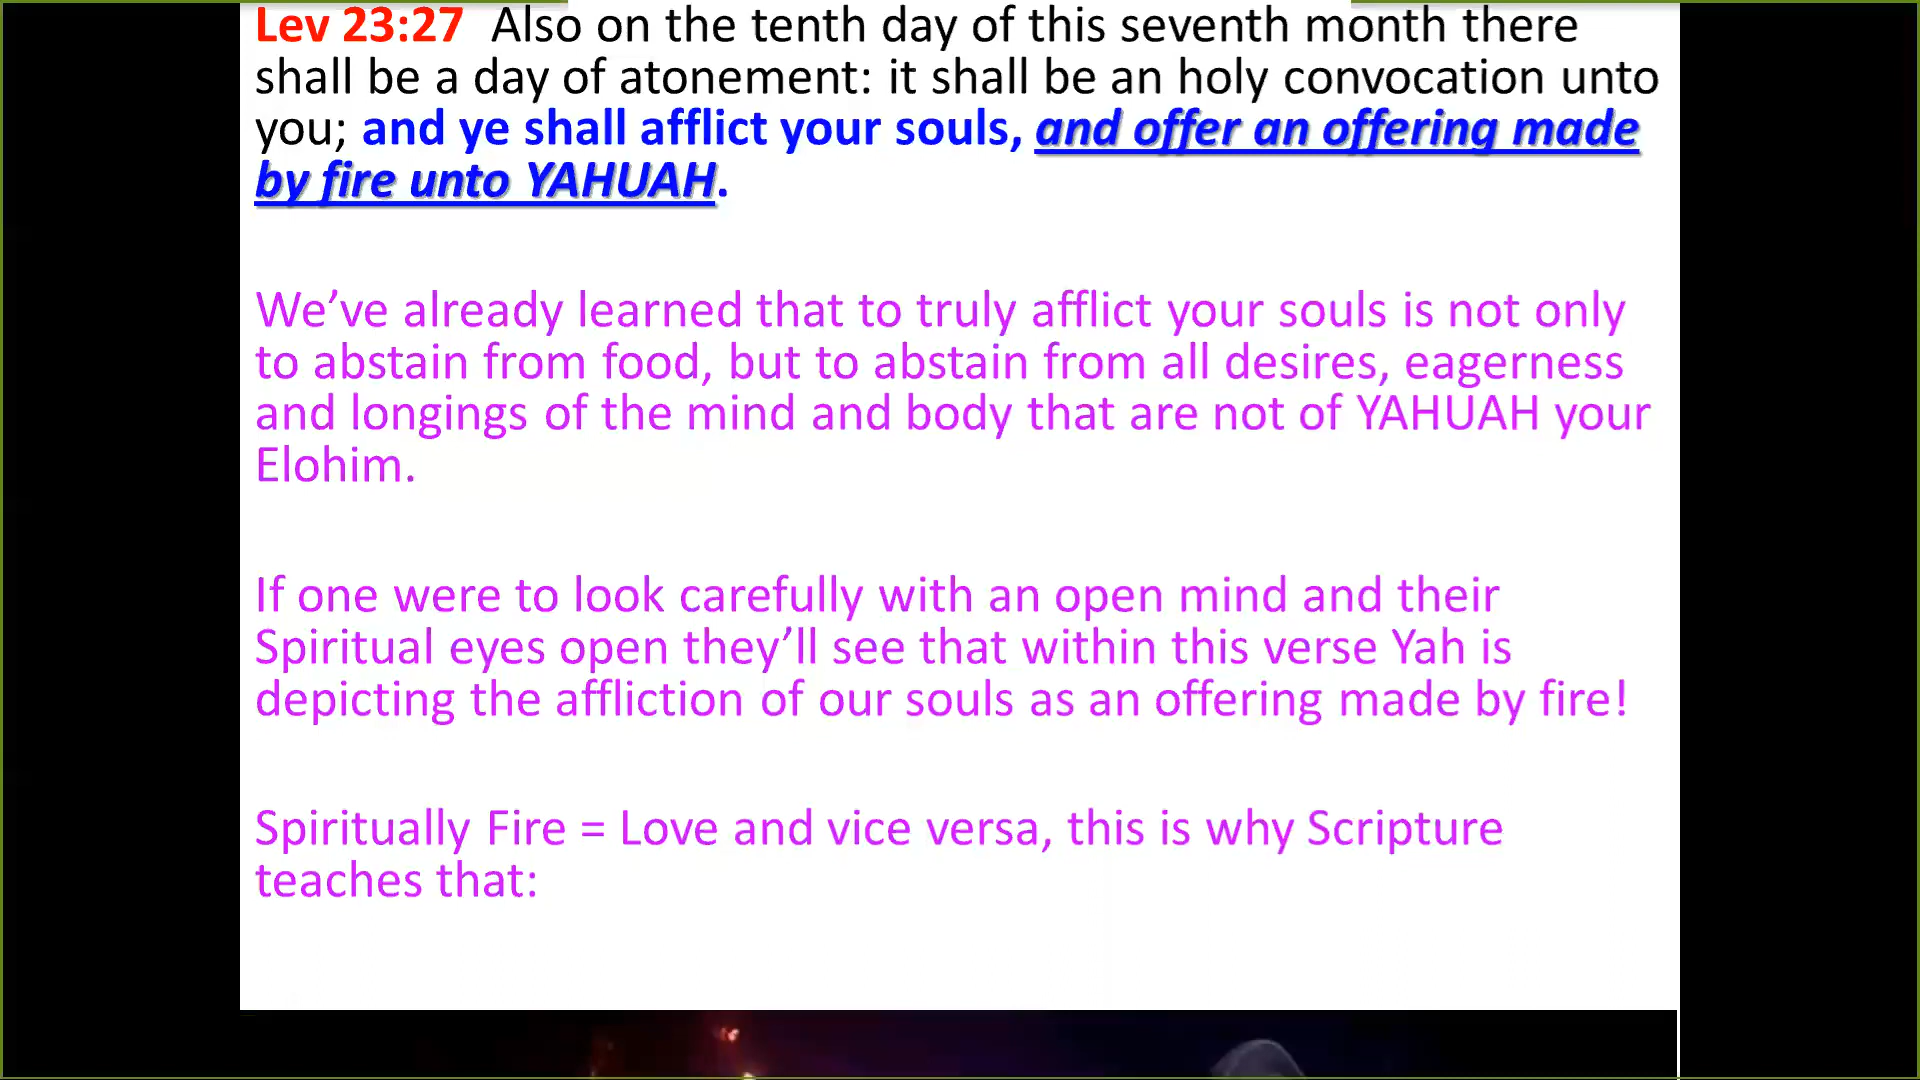 Lev 23:27 Also on the tenth day of this seventh month there
shall be a day of atonement: it shall be an holy convocation unto
you; and ye shall afflict your souls, and offer an offering made
by fire unto YAHUAH.
We’ve already learned that to truly afflict your souls is not only
to abstain from food, but to abstain from all desires, eagerness
and longings of the mind and body that are not of YAHUAH your
Elohim.
If one were to look carefully with an open mind and their
Spiritual eyes open they’ll see that within this verse Yah is
depicting the affliction of our souls as an offering made by fire!
Spiritually Fire = Love and vice versa, this is why Scripture
teaches that: